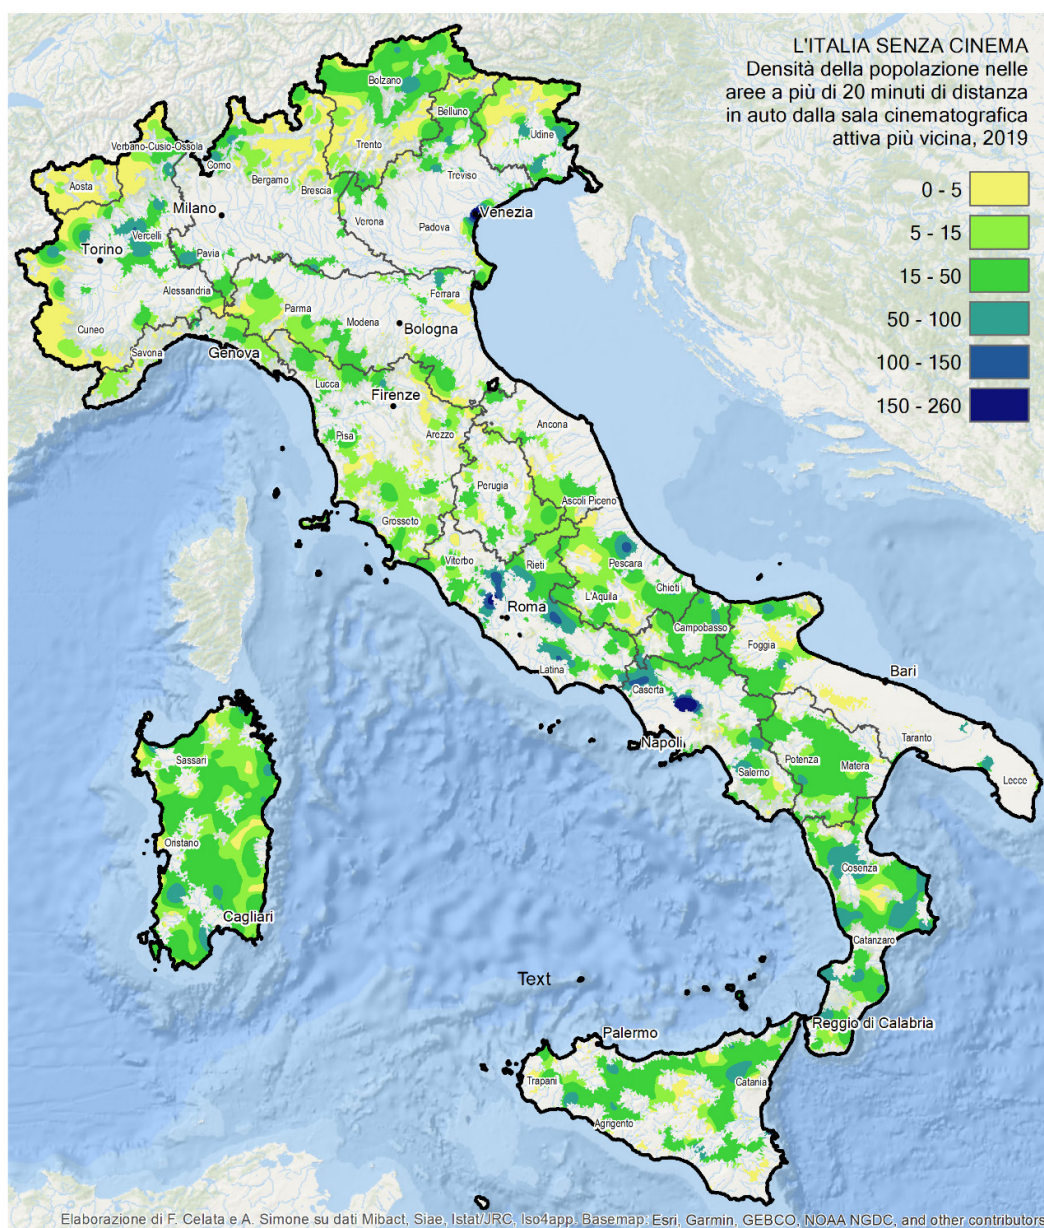 L'ITALIA SENZA CINEMA
Densità della popolazione nelle
aree a più di 20 minuti di distanza
in auto dalla sala cinematografica
attiva più vicina, 2019
0 - 5
5 - 15
15 - 50
50 - 100
100 - 150
150 - 260
Bolzano
Belluno
Udine
Verbano-Cusio-Ossola
Trento
Como
Aosta
Bergamo
Treviso
Brescia
Milano
Venezia
Verona
Padova
Vercelli
Torino
Pavia
Alessandria
Ferrara
Parma
Cuneo
Modena
Bologna
Savona
Genova
Lucca
Firenze
Ancona
Pisa
Arezzo
Perugia
Ascoli Piceno
Grosseto
Viterbo
Rieti
Pescara
Chieti
L'Aquila
Roma
Campobasso
Foggia
Latina
Bari
Caserta
Taranto
Napoli
Sassari
Potenza
Matera
Salerno
Lecce
Oristano
Cosenza
Cagliari
Catanzaro
Text
Reggio di Calabria
Palermo
Trapani
Catania
Agrigento
Elaborazione di F. Celata e A. Simone su dati Mibact, Siae, Istat/JRC, Iso4app. Basemap: Esri, Garmin, GEBCO, NOAA NGDC, and other contributors